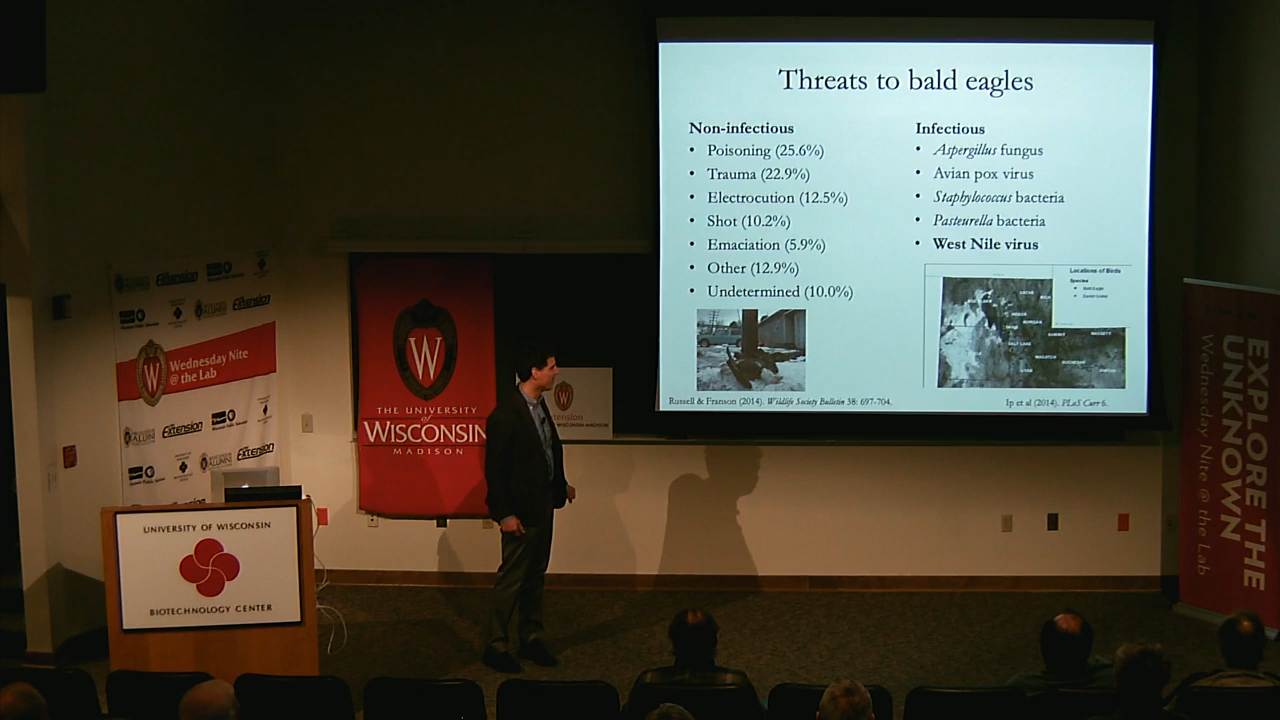 Threats to bald eagles
Non-infectious
• Poisoning (25.6%)
• Trauma (22.9%)
• Electrocution (12.5%)
• Shot (10.2%)
• Emaciation (5.9%)
• Other (12.9%)
• Undetermined (10.0%)
Infectious
• Aspergillus fungus
• Avian pox virus
• Staphylococcus bacteria
• Pasteurella bacteria
• West Nile virus
Locations of Birds
Species
Russell & Franson (2014). Wildlife Society Bulletin 38: 697-704.
Ip et al (2014). PLoS Curr 6.
Extension
Wednesday Nite
@ the Lab
Extension
Extension
W
THE UNIVERSITY
of
WISCONSIN
MADISON
UNIVERSITY OF WISCONSIN
BIOTECHNOLOGY CENTER
EXPLORE THE
UNKNOWN
Wednesday Nite @ the Lab